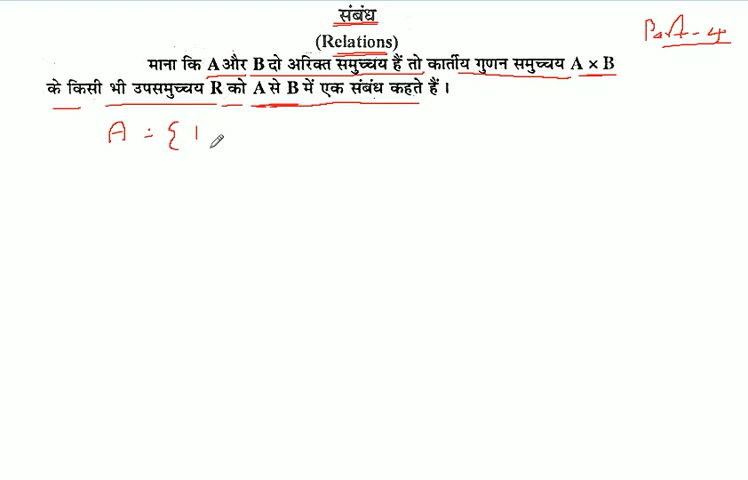 संबंध
Part-4
(Relations)
माना कि A और B दो अरिक्त समुच्चय हैं तो कार्तीय गुणन समुच्चय A × B
के किसी भी उपसमुच्चय R को A से B में एक संबंध कहते हैं ।
A = { 1 ,